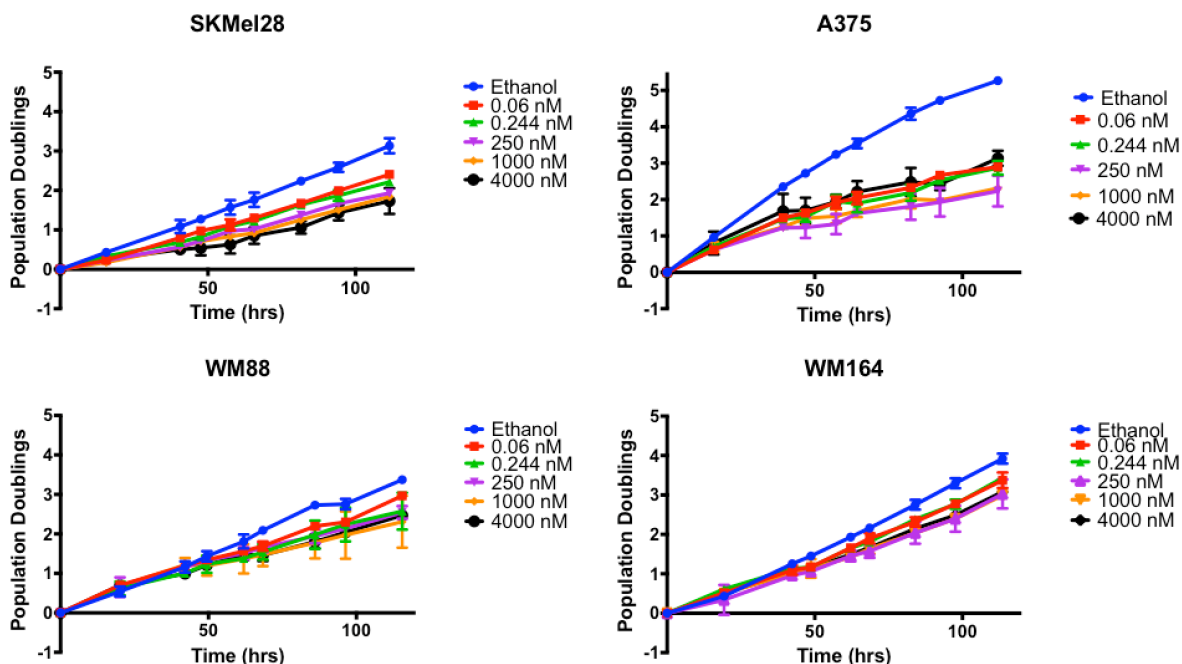 SKMel28
Population Doublings
5
4
3
2
1
0
-1
50
100
Time (hrs)
Ethanol
0.06 nM
0.244 nM
250 nM
1000 nM
4000 nM
A375
Population Doublings
5
4
3
2
1
0
-1
50
100
Time (hrs)
Ethanol
0.06 nM
0.244 nM
250 nM
1000 nM
4000 nM
WM88
Population Doublings
5
4
3
2
1
0
-1
50
100
Time (hrs)
Ethanol
0.06 nM
0.244 nM
250 nM
1000 nM
4000 nM
WM164
Population Doublings
5
4
3
2
1
0
-1
50
100
Time (hrs)
Ethanol
0.06 nM
0.244 nM
250 nM
1000 nM
4000 nM